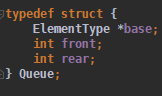 typedef struct {
    ElementType *base;
    int front;
    int rear;
} Queue;